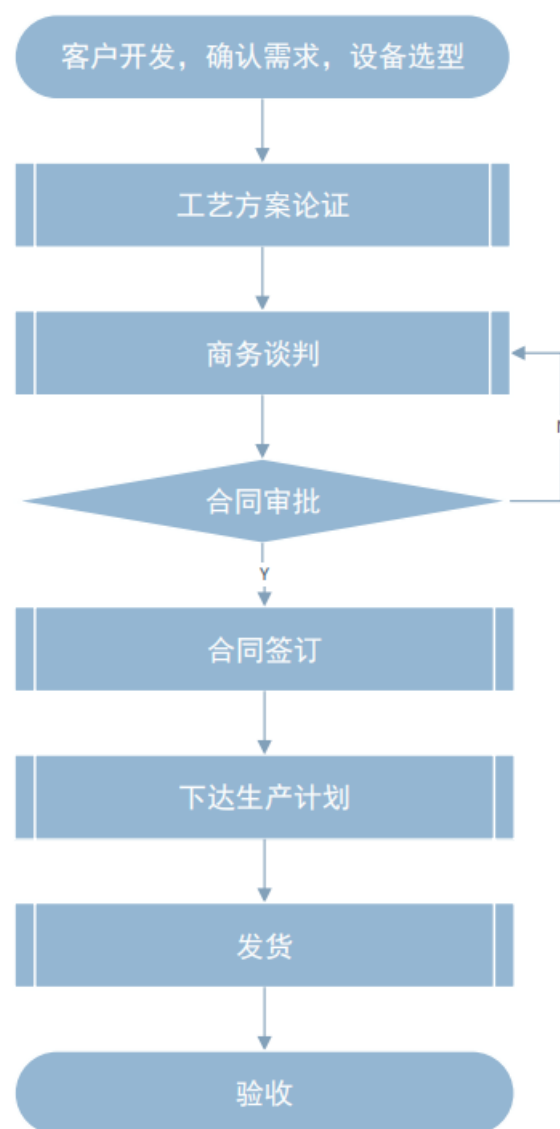 客户开发，确认需求，设备选型
工艺方案论证
商务谈判
合同审批
Y
合同签订
下达生产计划
发货
验收